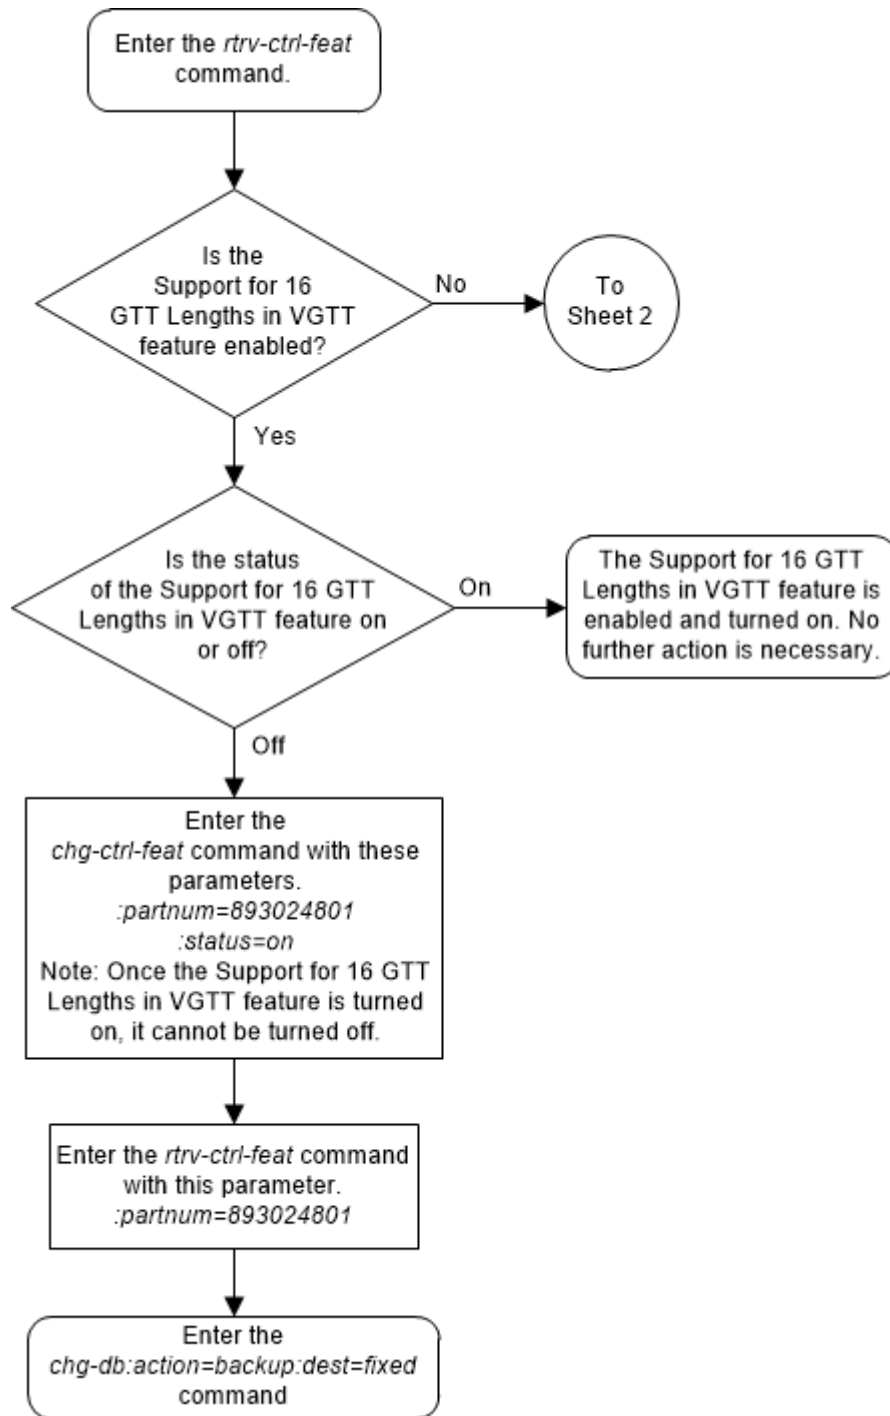 Enter the rtrv-ctrl-feat
command.
Is the
Support for 16
GTT Lengths in VGTT
feature enabled?
No
To
Sheet 2
Yes
Is the status
of the Support for 16 GTT
Lengths in VGTT feature on
or off?
On
The Support for 16 GTT
Lengths in VGTT feature is
enabled and turned on. No
further action is necessary.
Off
Enter the
chg-ctrl-feat command with these
parameters.
:partnum=893024801
:status=on
Note: Once the Support for 16 GTT
Lengths in VGTT feature is turned
on, it cannot be turned off.
Enter the rtrv-ctrl-feat command
with this parameter.
:partnum=893024801
Enter the
chg-db:action=backup:dest=fixed
command